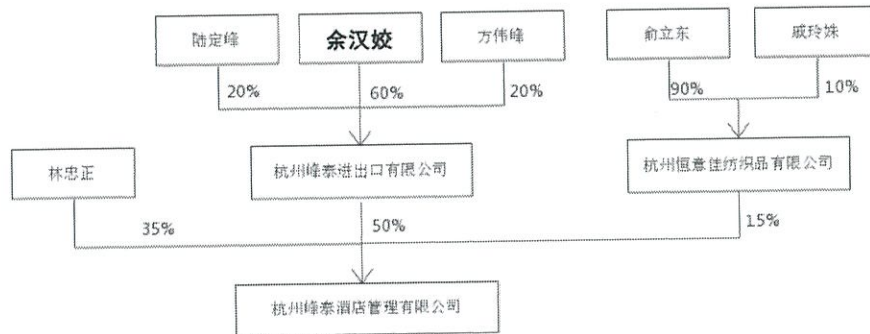 陆定峰
余汉姣
方伟峰
俞立东
戚玲姝
20%
60%
20%
90%
10%
林忠正
杭州峰泰进出口有限公司
杭州恒意佳纺织品有限公司
35%
50%
15%
杭州峰泰酒店管理有限公司